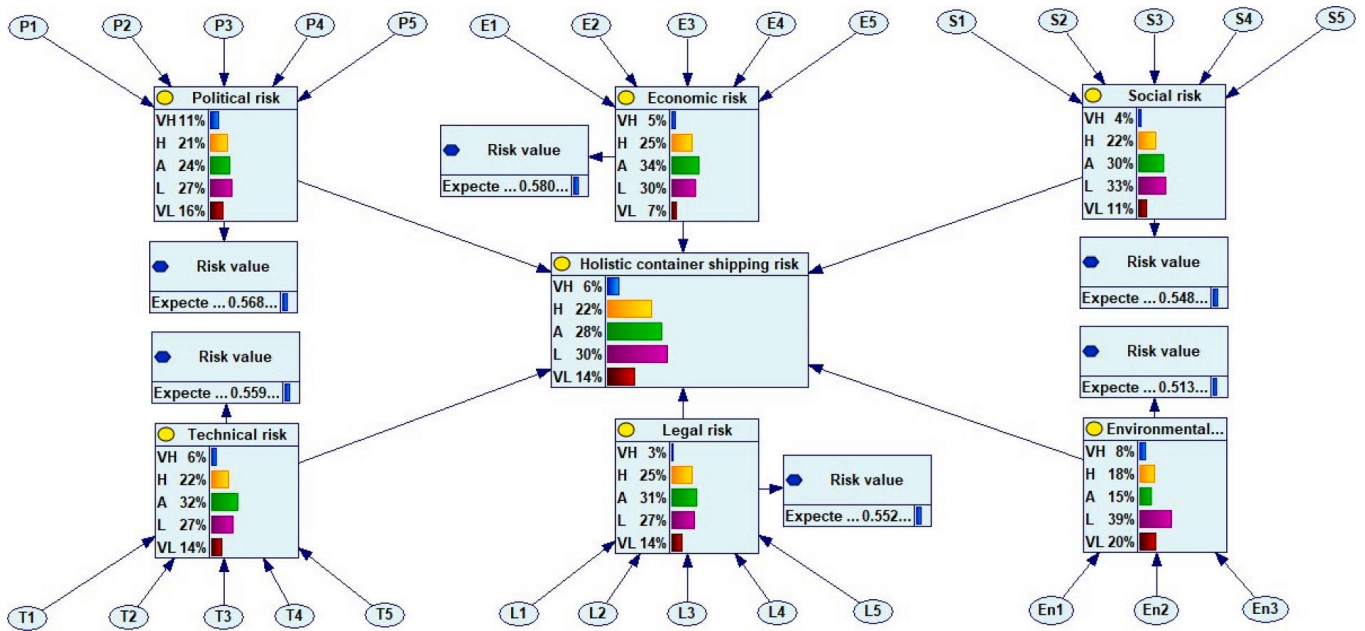 P1 P2 P3 P4 P5 E1 E2 E3 E4 E5 S1 S2 S3 S4 S5
Political risk
VH 11%
H 21%
A 24%
L 27%
VL 16%
Economic risk
VH 5%
H 25%
A 34%
L 30%
VL 7%
Risk value
Expecte ... 0.580...
Social risk
VH 4%
H 22%
A 30%
L 33%
VL 11%
Risk value
Expecte ... 0.568...
Holistic container shipping risk
VH 6%
H 22%
A 28%
L 30%
VL 14%
Risk value
Expecte ... 0.548...
Risk value
Expecte ... 0.559...
Risk value
Expecte ... 0.513...
Technical risk
VH 6%
H 22%
A 32%
L 27%
VL 14%
Legal risk
VH 3%
H 25%
A 31%
L 27%
VL 14%
Risk value
Expecte ... 0.552...
Environmental...
VH 8%
H 18%
A 15%
L 39%
VL 20%
T1 T2 T3 T4 T5 L1 L2 L3 L4 L5 En1 En2 En3